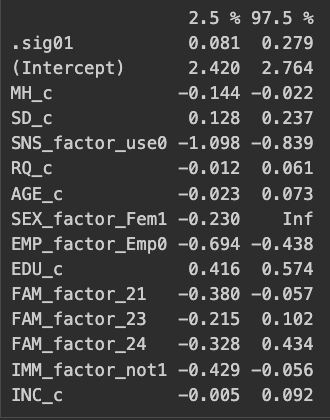 2.5 % 97.5 %
.sig01 0.081 0.279
(Intercept) 2.420 2.764
MH_c -0.144 -0.022
SD_c 0.128 0.237
SNS_factor_use0 -1.098 -0.839
RQ_c -0.012 0.061
AGE_c -0.023 0.073
SEX_factor_Fem1 -0.230 Inf
EMP_factor_Emp0 -0.694 -0.438
EDU_c 0.416 0.574
FAM_factor_21 -0.380 -0.057
FAM_factor_23 -0.215 0.102
FAM_factor_24 -0.328 0.434
IMM_factor_not1 -0.429 -0.056
INC_c -0.005 0.092